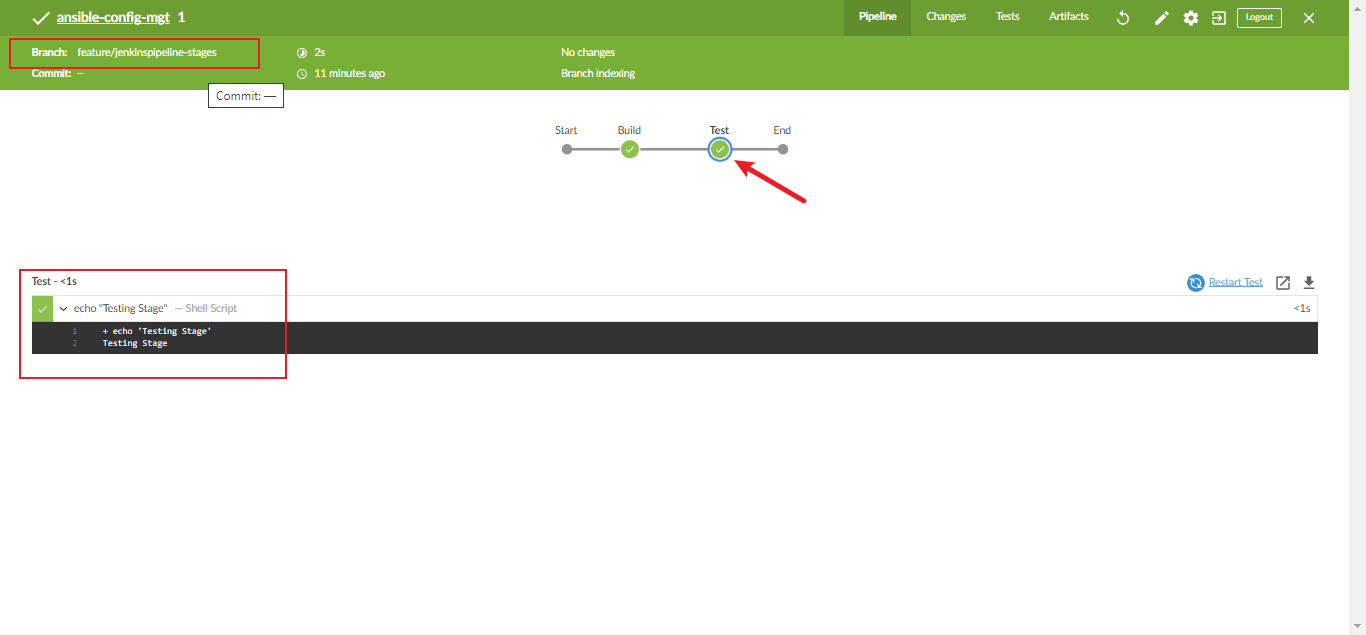 ansible-config-mgt 1
Pipeline Changes Tests Artifacts Logout
Branch: feature/jenkinspipeline-stages 2s No changes
Commit: — 11 minutes ago Branch indexing
Commit: —
Start Build Test End
Test - <1s Restart Test
echo "Testing Stage" — Shell Script <1s
1 + echo 'Testing Stage'
2 Testing Stage